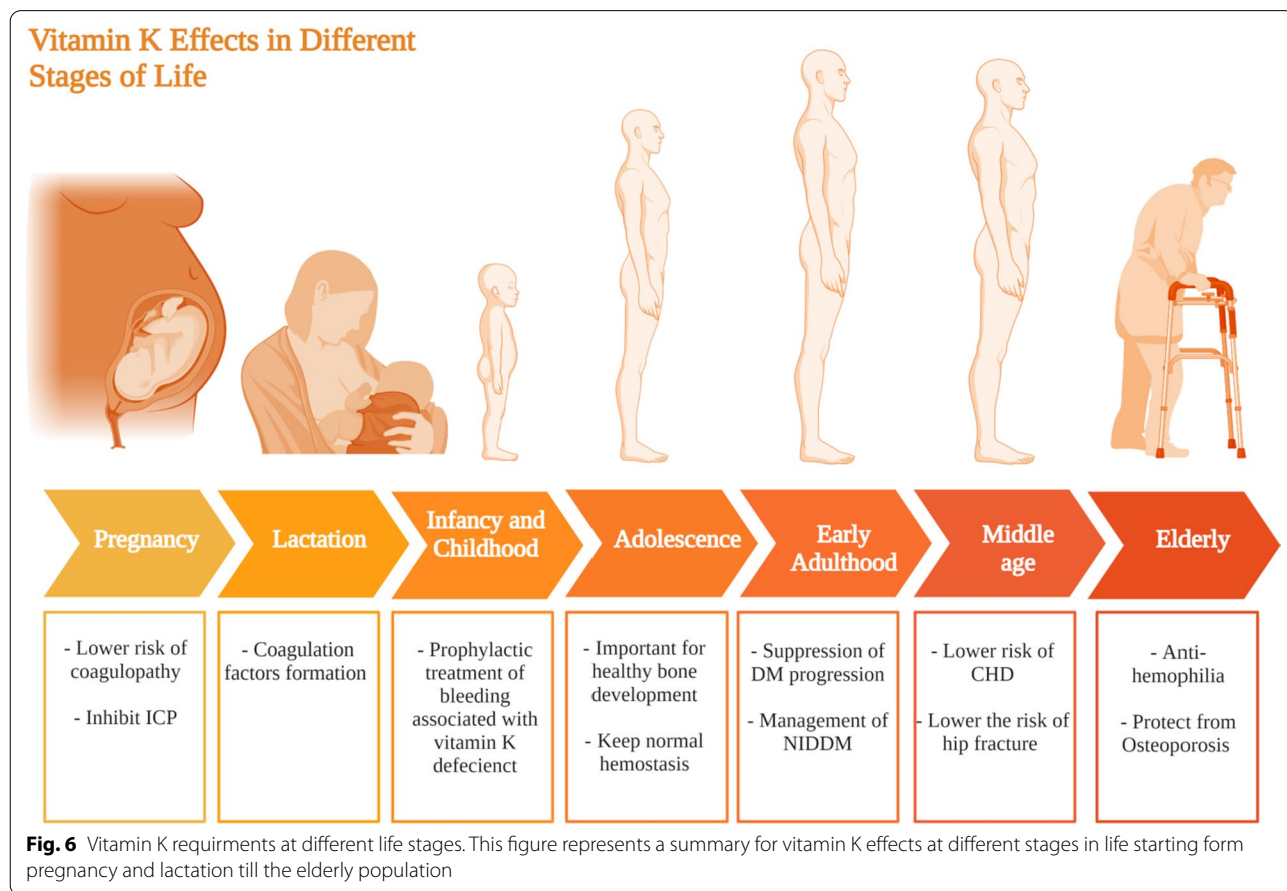 Vitamin K Effects in Different
Stages of Life
Pregnancy
Lactation
Infancy and
Childhood
Adolescence
Early
Adulthood
Middle
age
Elderly
- Lower risk of
coagulopathy
- Inhibit ICP
- Coagulation
factors formation
- Prophylactic
treatment of
bleeding
associated with
vitamin K
defecienct
- Important for
healthy bone
development
- Keep normal
hemostasis
- Suppression of
DM progression
- Management of
NIDDM
- Lower risk of
CHD
- Lower the risk of
hip fracture
- Anti-
hemophilia
- Protect from
Osteoporosis
Fig. 6 Vitamin K requirments at different life stages. This figure represents a summary for vitamin K effects at different stages in life starting form
pregnancy and lactation till the elderly population